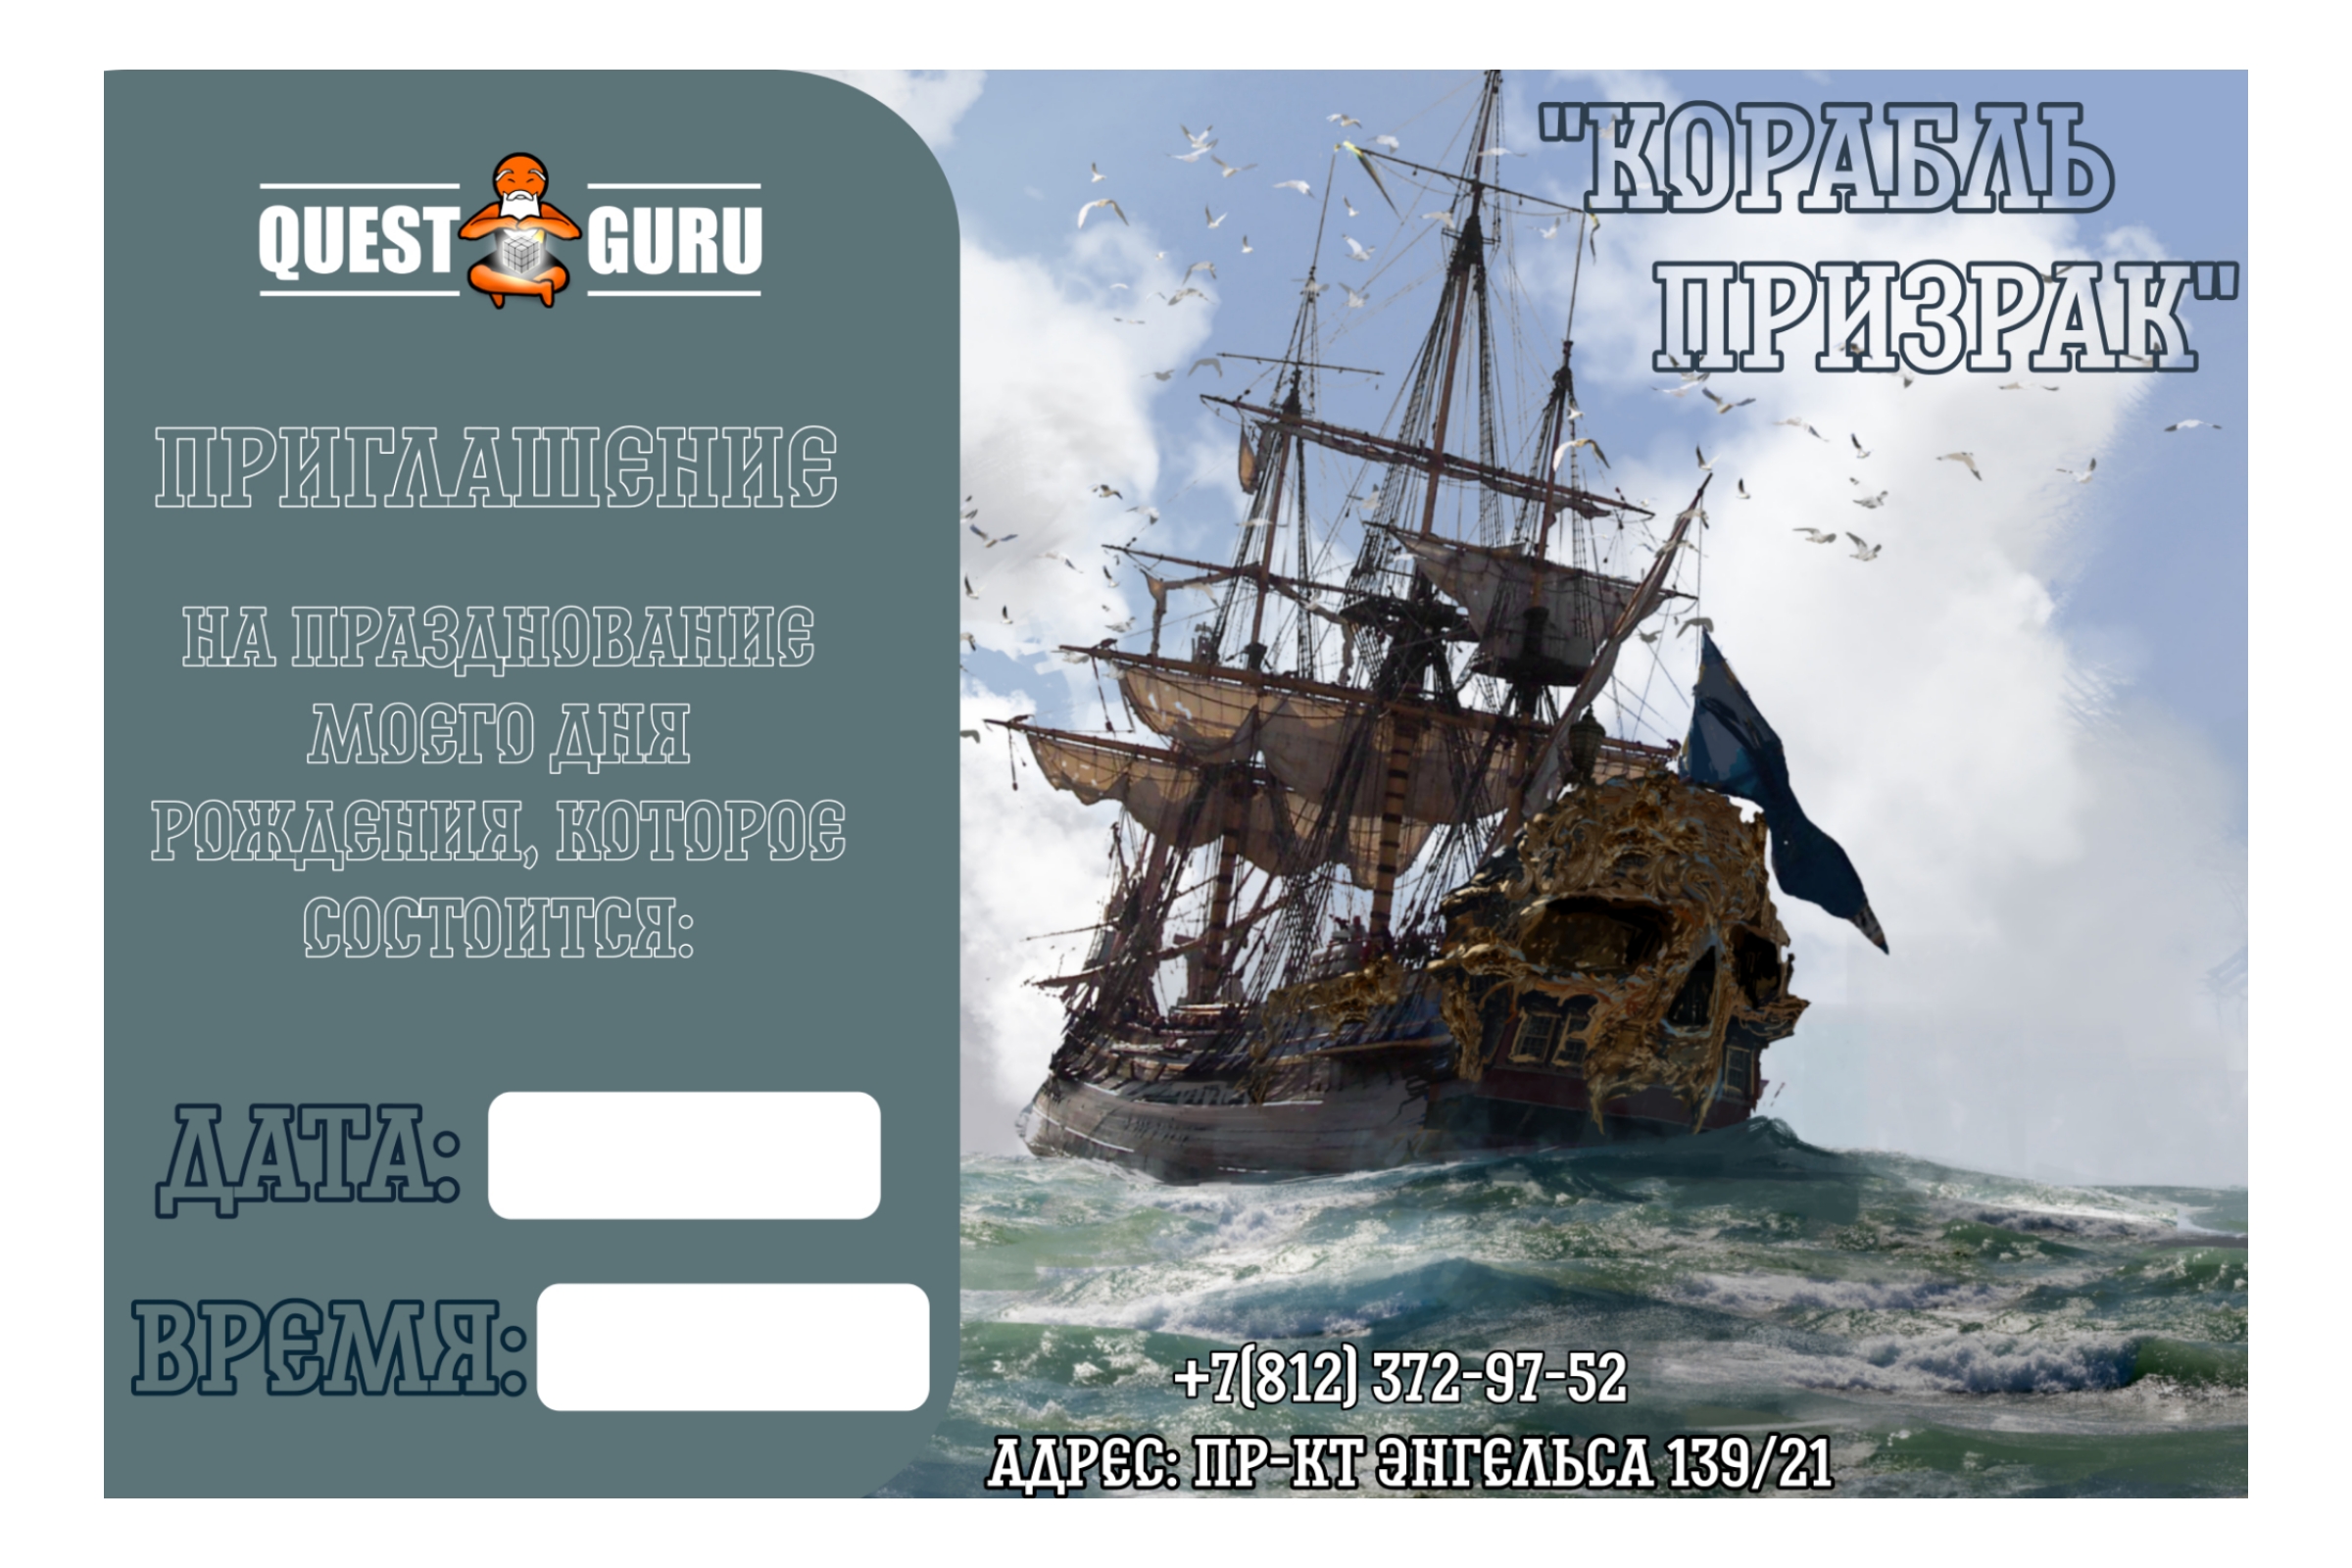 QUEST GURU
ПРИГЛАШЕНИЕ
НА ПРАЗДНОВАНИЕ
МОЕГО ДНЯ
РОЖДЕНИЯ, КОТОРОЕ
СОСТОИТСЯ:
ДАТА:
ВРЕМЯ:
"КОРАБЛЬ
ПРИЗРАК"
+7(812) 372-97-52
АДРЕС: ПР-КТ ЭНГЕЛЬСА 139/21